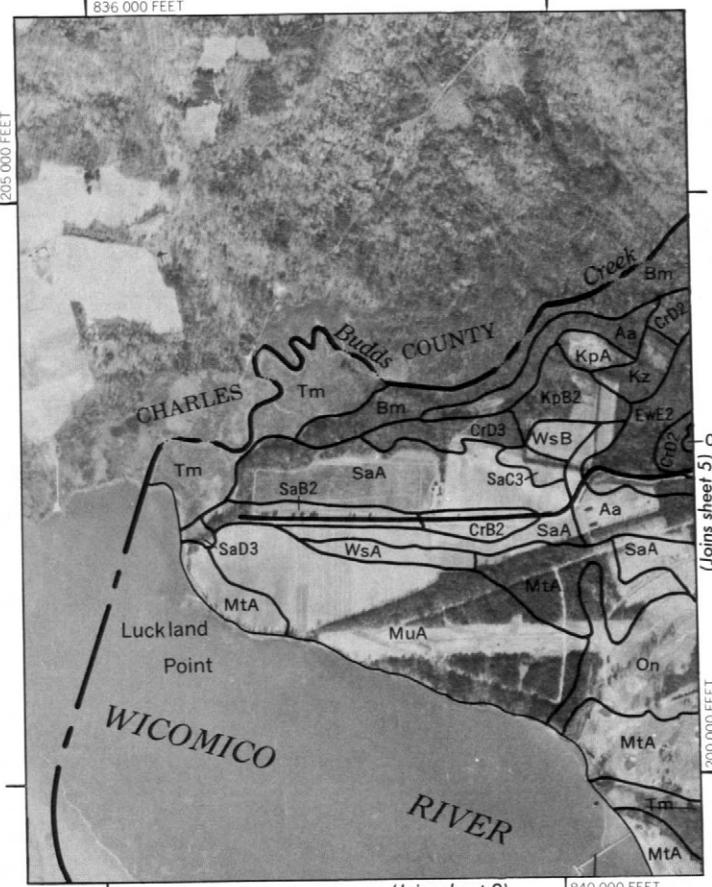 836 000 FEET
205 000 FEET
Creek
Bm
CrD2
Budds
COUNTY
Aa
KpA
Kz
CHARLES
Tm
Bm
KpB2
EwE2
CrD3
WsB
CrD2
Tm
SaA
SaC3
(Joins sheet 5)
SaB2
Aa
CrB2
SaA
SaD3
WsA
SaA
MtA
MtA
Luckland
Point
MuA
On
WICOMICO
MtA
200 000 FEET
RIVER
Tm
MtA
840 000 FEET